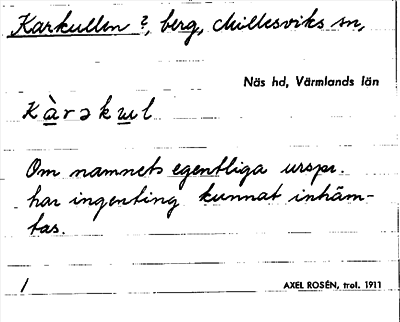 Karkullen ?, berg, Millesviks sn,
Näs hd, Värmlands län
Kàrəkul
Om namnets egentliga urspr.
har ingenting kunnat inhäm-
tas.
1 AXEL ROSÉN, trol. 1911